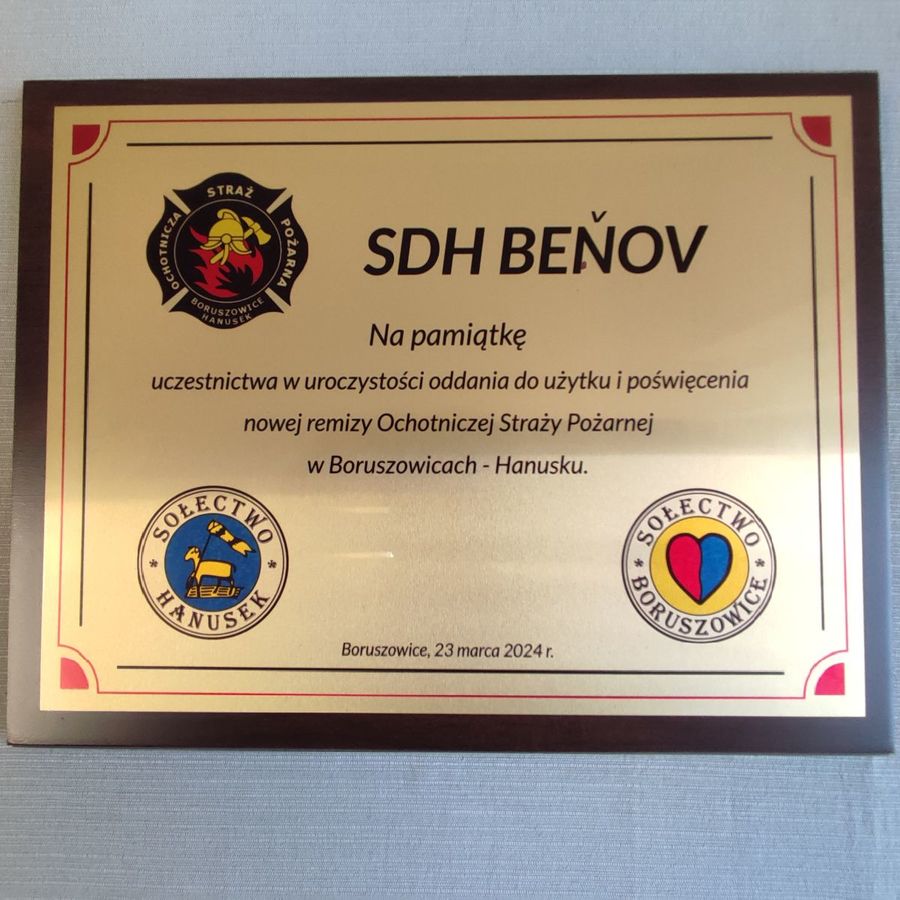 OCHOTNICZA STRAŻ POŻARNA
BORUSZOWICE
HANUSEK
SDH BEŇOV
Na pamiątkę
uczestnictwa w uroczystości oddania do użytku i poświęcenia
nowej remizy Ochotniczej Straży Pożarnej
w Boruszowicach - Hanusku.
SOŁECTWO
* HANUSEK *
SOŁECTWO
* BORUSZOWICE *
Boruszowice, 23 marca 2024 r.